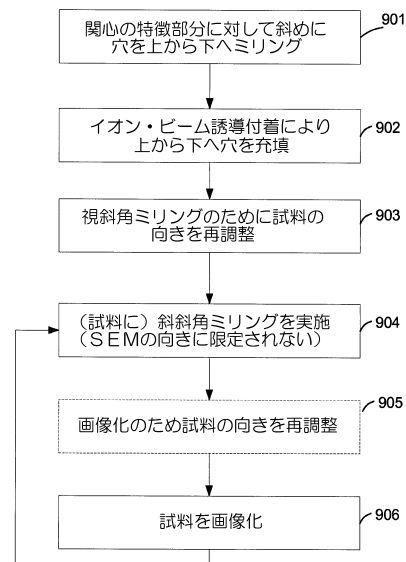 関心の特徴部分に対して斜めに
穴を上から下へミリング
901
イオン・ビーム誘導付着により
上から下へ穴を充填
902
視斜角ミリングのために試料の
向きを再調整
903
（試料に）斜斜角ミリングを実施
（ＳＥＭの向きに限定されない）
904
画像化のため試料の向きを再調整
905
試料を画像化
906